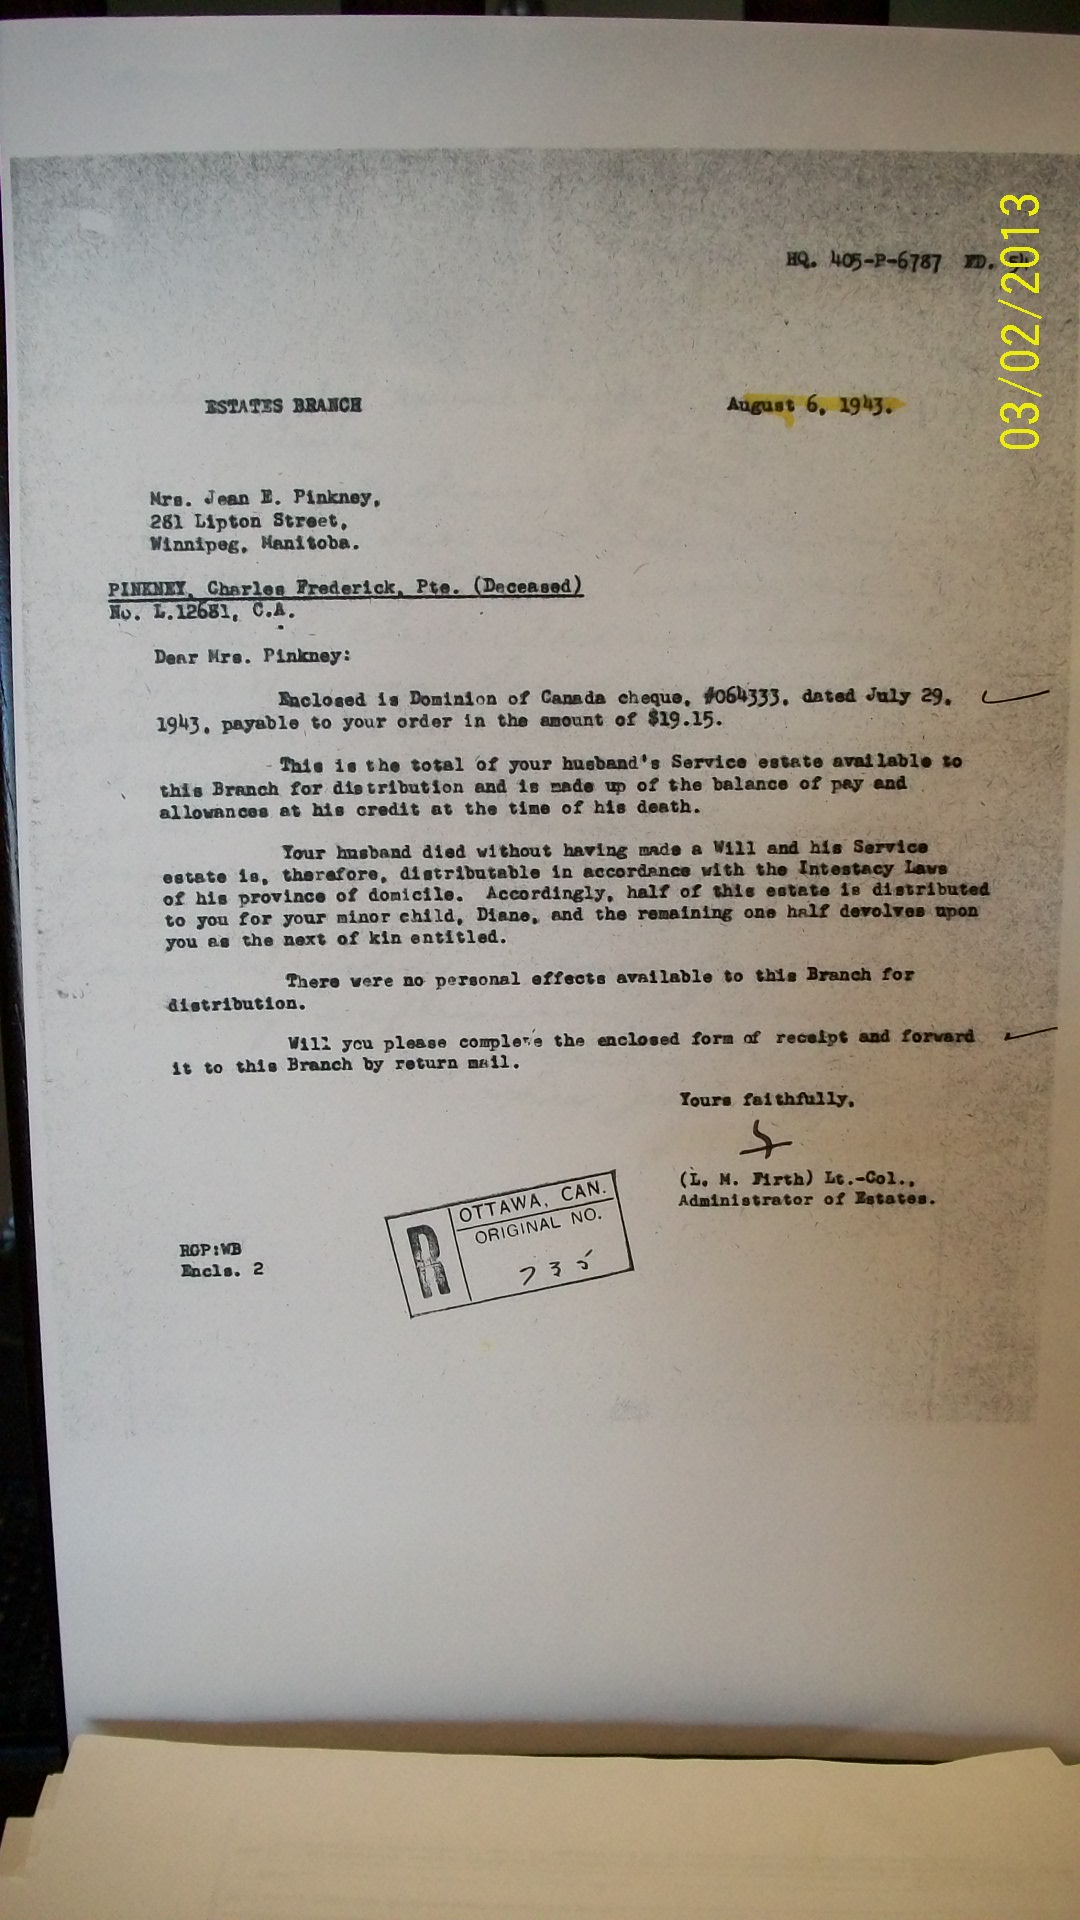 HQ. 405-P-6787 FD. 54
03/02/2013
ESTATES BRANCH
August 6, 1943.
Mrs. Jean E. Pinkney,
281 Lipton Street,
Winnipeg, Manitoba.
PINKNEY, Charles Frederick, Pte. (Deceased)
No. L.12681, C.A.
Dear Mrs. Pinkney:
Enclosed is Dominion of Canada cheque, #064333, dated July 29,
1943, payable to your order in the amount of $19.15.
This is the total of your husband's Service estate available to
this Branch for distribution and is made up of the balance of pay and
allowances at his credit at the time of his death.
Your husband died without having made a Will and his Service
estate is, therefore, distributable in accordance with the Intestacy Laws
of his province of domicile. Accordingly, half of this estate is distributed
to you for your minor child, Diane, and the remaining one half devolves upon
you as the next of kin entitled.
There were no personal effects available to this Branch for
distribution.
Will you please complete the enclosed form of receipt and forward
it to this Branch by return mail.
Yours faithfully,
(L. M. Firth) Lt.-Col.,
Administrator of Estates.
R OTTAWA, CAN.
ORIGINAL NO.
735
RGP:WB
Encls. 2